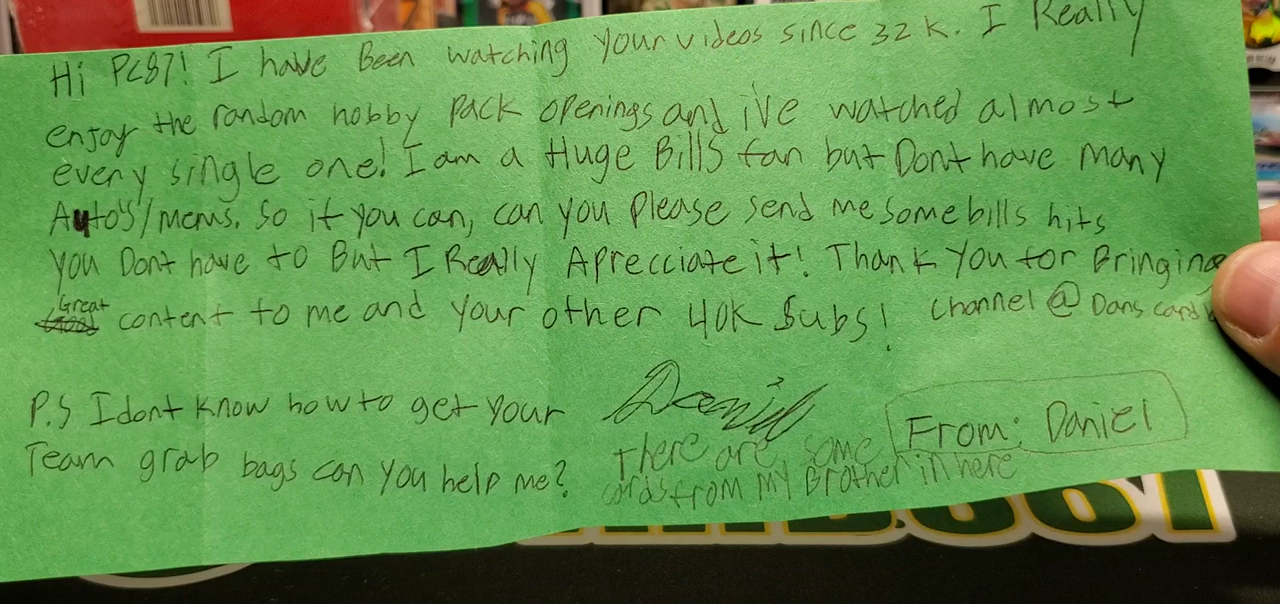 Hi PC87! I have Been watching your videos since 32K. I Really
enjoy the random hobby pack openings and i've watched almost
every single one! I am a Huge Bills fan but Dont have many
Auto's/mems. So if you can, can you please send me some bills hits
you Dont have to But I Really Aprecciate it! Thank You for Bringing
Great content to me and your other 40K Subs! Channel @ Dans card
Daniel
P.S I dont know how to get your
Team grab bags can you help me?
From: Daniel
There are some
cards from my Brother in here